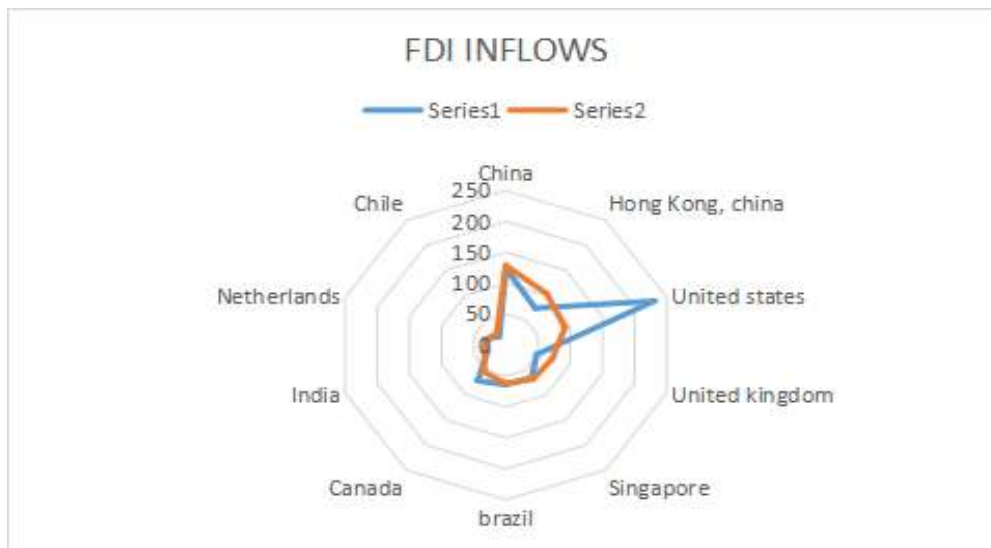 FDI INFLOWS
Series1 Series2
China
250
Chile
Hong Kong, china
200
150
100
50
0
Netherlands
United states
India
United kingdom
Canada
Singapore
brazil